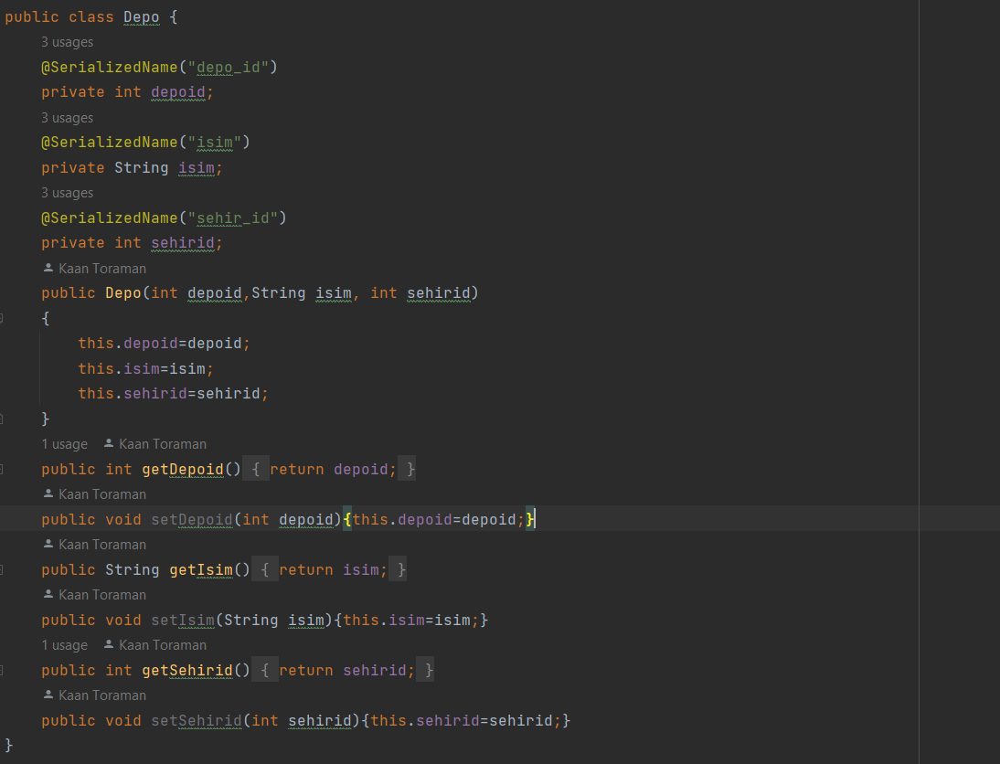 public class Depo {
3 usages
@SerializedName("depo_id")
private int depoid;
3 usages
@SerializedName("isim")
private String isim;
3 usages
@SerializedName("sehir_id")
private int sehirid;
Kaan Toraman
public Depo(int depoid,String isim, int sehirid)
{
this.depoid=depoid;
this.isim=isim;
this.sehirid=sehirid;
}
1 usage Kaan Toraman
public int getDepoid() { return depoid; }
Kaan Toraman
public void setDepoid(int depoid){this.depoid=depoid;}
Kaan Toraman
public String getIsim() { return isim; }
Kaan Toraman
public void setIsim(String isim){this.isim=isim;}
1 usage Kaan Toraman
public int getSehirid() { return sehirid; }
Kaan Toraman
public void setSehirid(int sehirid){this.sehirid=sehirid;}
}